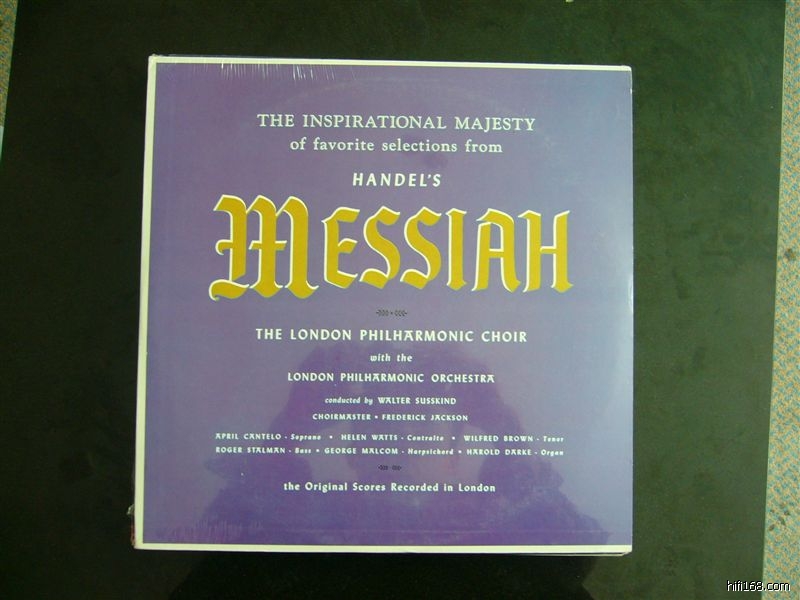 THE INSPIRATIONAL MAJESTY
of favorite selections from
HANDEL'S
MESSIAH
THE LONDON PHILHARMONIC CHOIR
with the
LONDON PHILHARMONIC ORCHESTRA
conducted by WALTER SUSSKIND
CHOIRMASTER • FREDERICK JACKSON
APRIL CANTELO - Soprano • HELEN WATTS - Contralto • WILFRED BROWN - Tenor
ROGER STALMAN - Bass • GEORGE MALCOM - Harpsichord • HAROLD DARKE - Organ
the Original Scores Recorded in London
hifi168.com